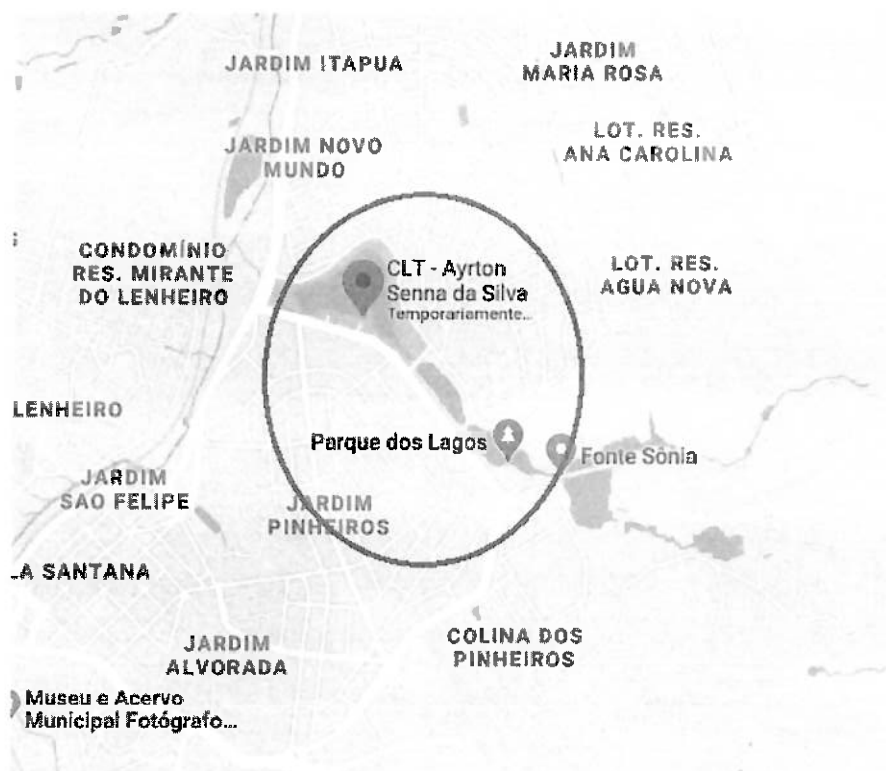 JARDIM ITAPUA
JARDIM
MARIA ROSA
LOT. RES.
ANA CAROLINA
JARDIM NOVO
MUNDO
CONDOMÍNIO
RES. MIRANTE
DO LENHEIRO
CLT - Ayrton
Senna da Silva
Temporariamente...
LOT. RES.
AGUA NOVA
LENHEIRO
Parque dos Lagos
Fonte Sônia
JARDIM
SAO FELIPE
JARDIM
PINHEIROS
LA SANTANA
JARDIM
ALVORADA
COLINA DOS
PINHEIROS
Museu e Acervo
Municipal Fotógrafo...